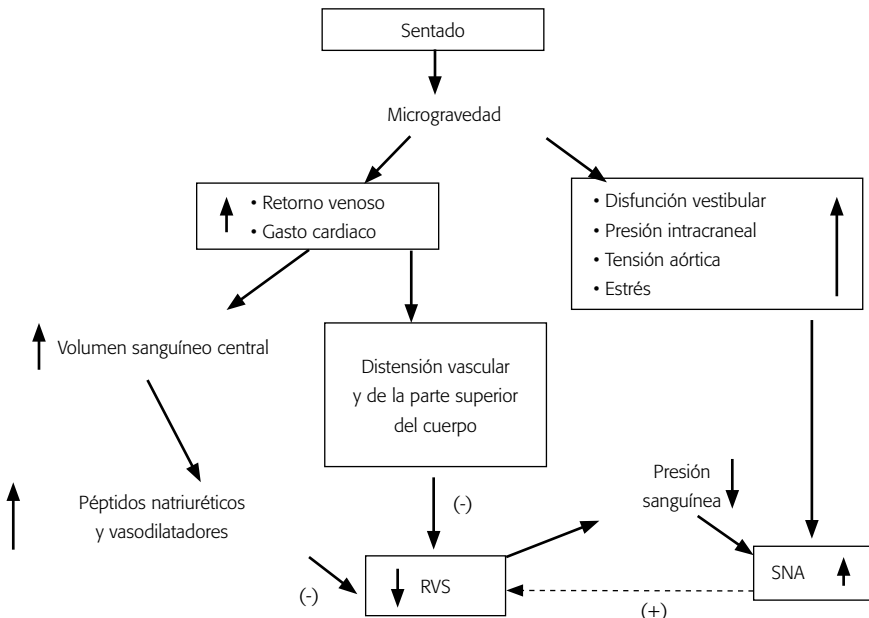 Sentado
Microgravedad
• Retorno venoso
• Gasto cardiaco
• Disfunción vestibular
• Presión intracraneal
• Tensión aórtica
• Estrés
Volumen sanguíneo central
Distensión vascular
y de la parte superior
del cuerpo
Péptidos natriuréticos
y vasodilatadores
(-)
Presión
sanguínea
(-)
RVS
(+)
SNA